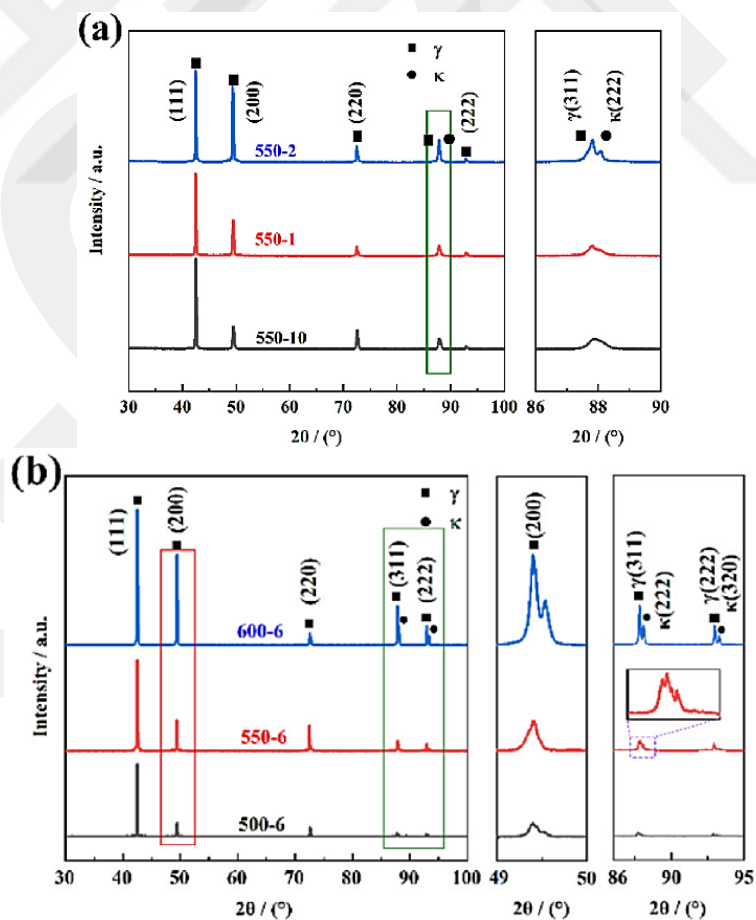 (a)
■ γ
● κ
(111)
(200)
(220)
(222)
γ(311)
κ(222)
550-2
550-1
550-10
Intensity / a.u.
30 40 50 60 70 80 90 100
86 88 90
2θ / (°)
2θ / (°)
(b)
■ γ
● κ
(111)
(200)
(220)
(311)
(222)
(200)
γ(311)
κ(222)
γ(222)
κ(320)
600-6
550-6
500-6
Intensity / a.u.
30 40 50 60 70 80 90 100
49 50
86 90 95
2θ / (°)
2θ / (°)
2θ / (°)